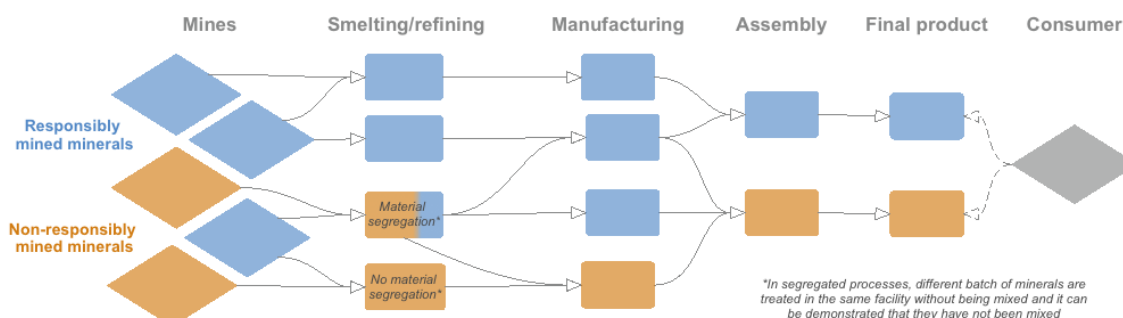 Mines
Smelting/refining
Manufacturing
Assembly
Final product
Consumer
Responsibly
mined minerals
Non-responsibly
mined minerals
Material
segregation*
No material
segregation*
*In segregated processes, different batch of minerals are
treated in the same facility without being mixed and it can
be demonstrated that they have not been mixed